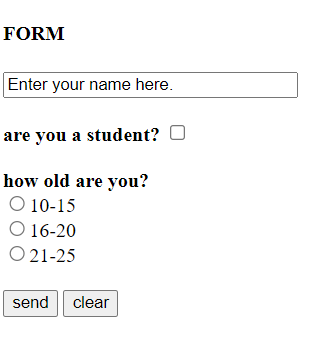 FORM
Enter your name here.
are you a student?
how old are you?
10-15
16-20
21-25
send clear